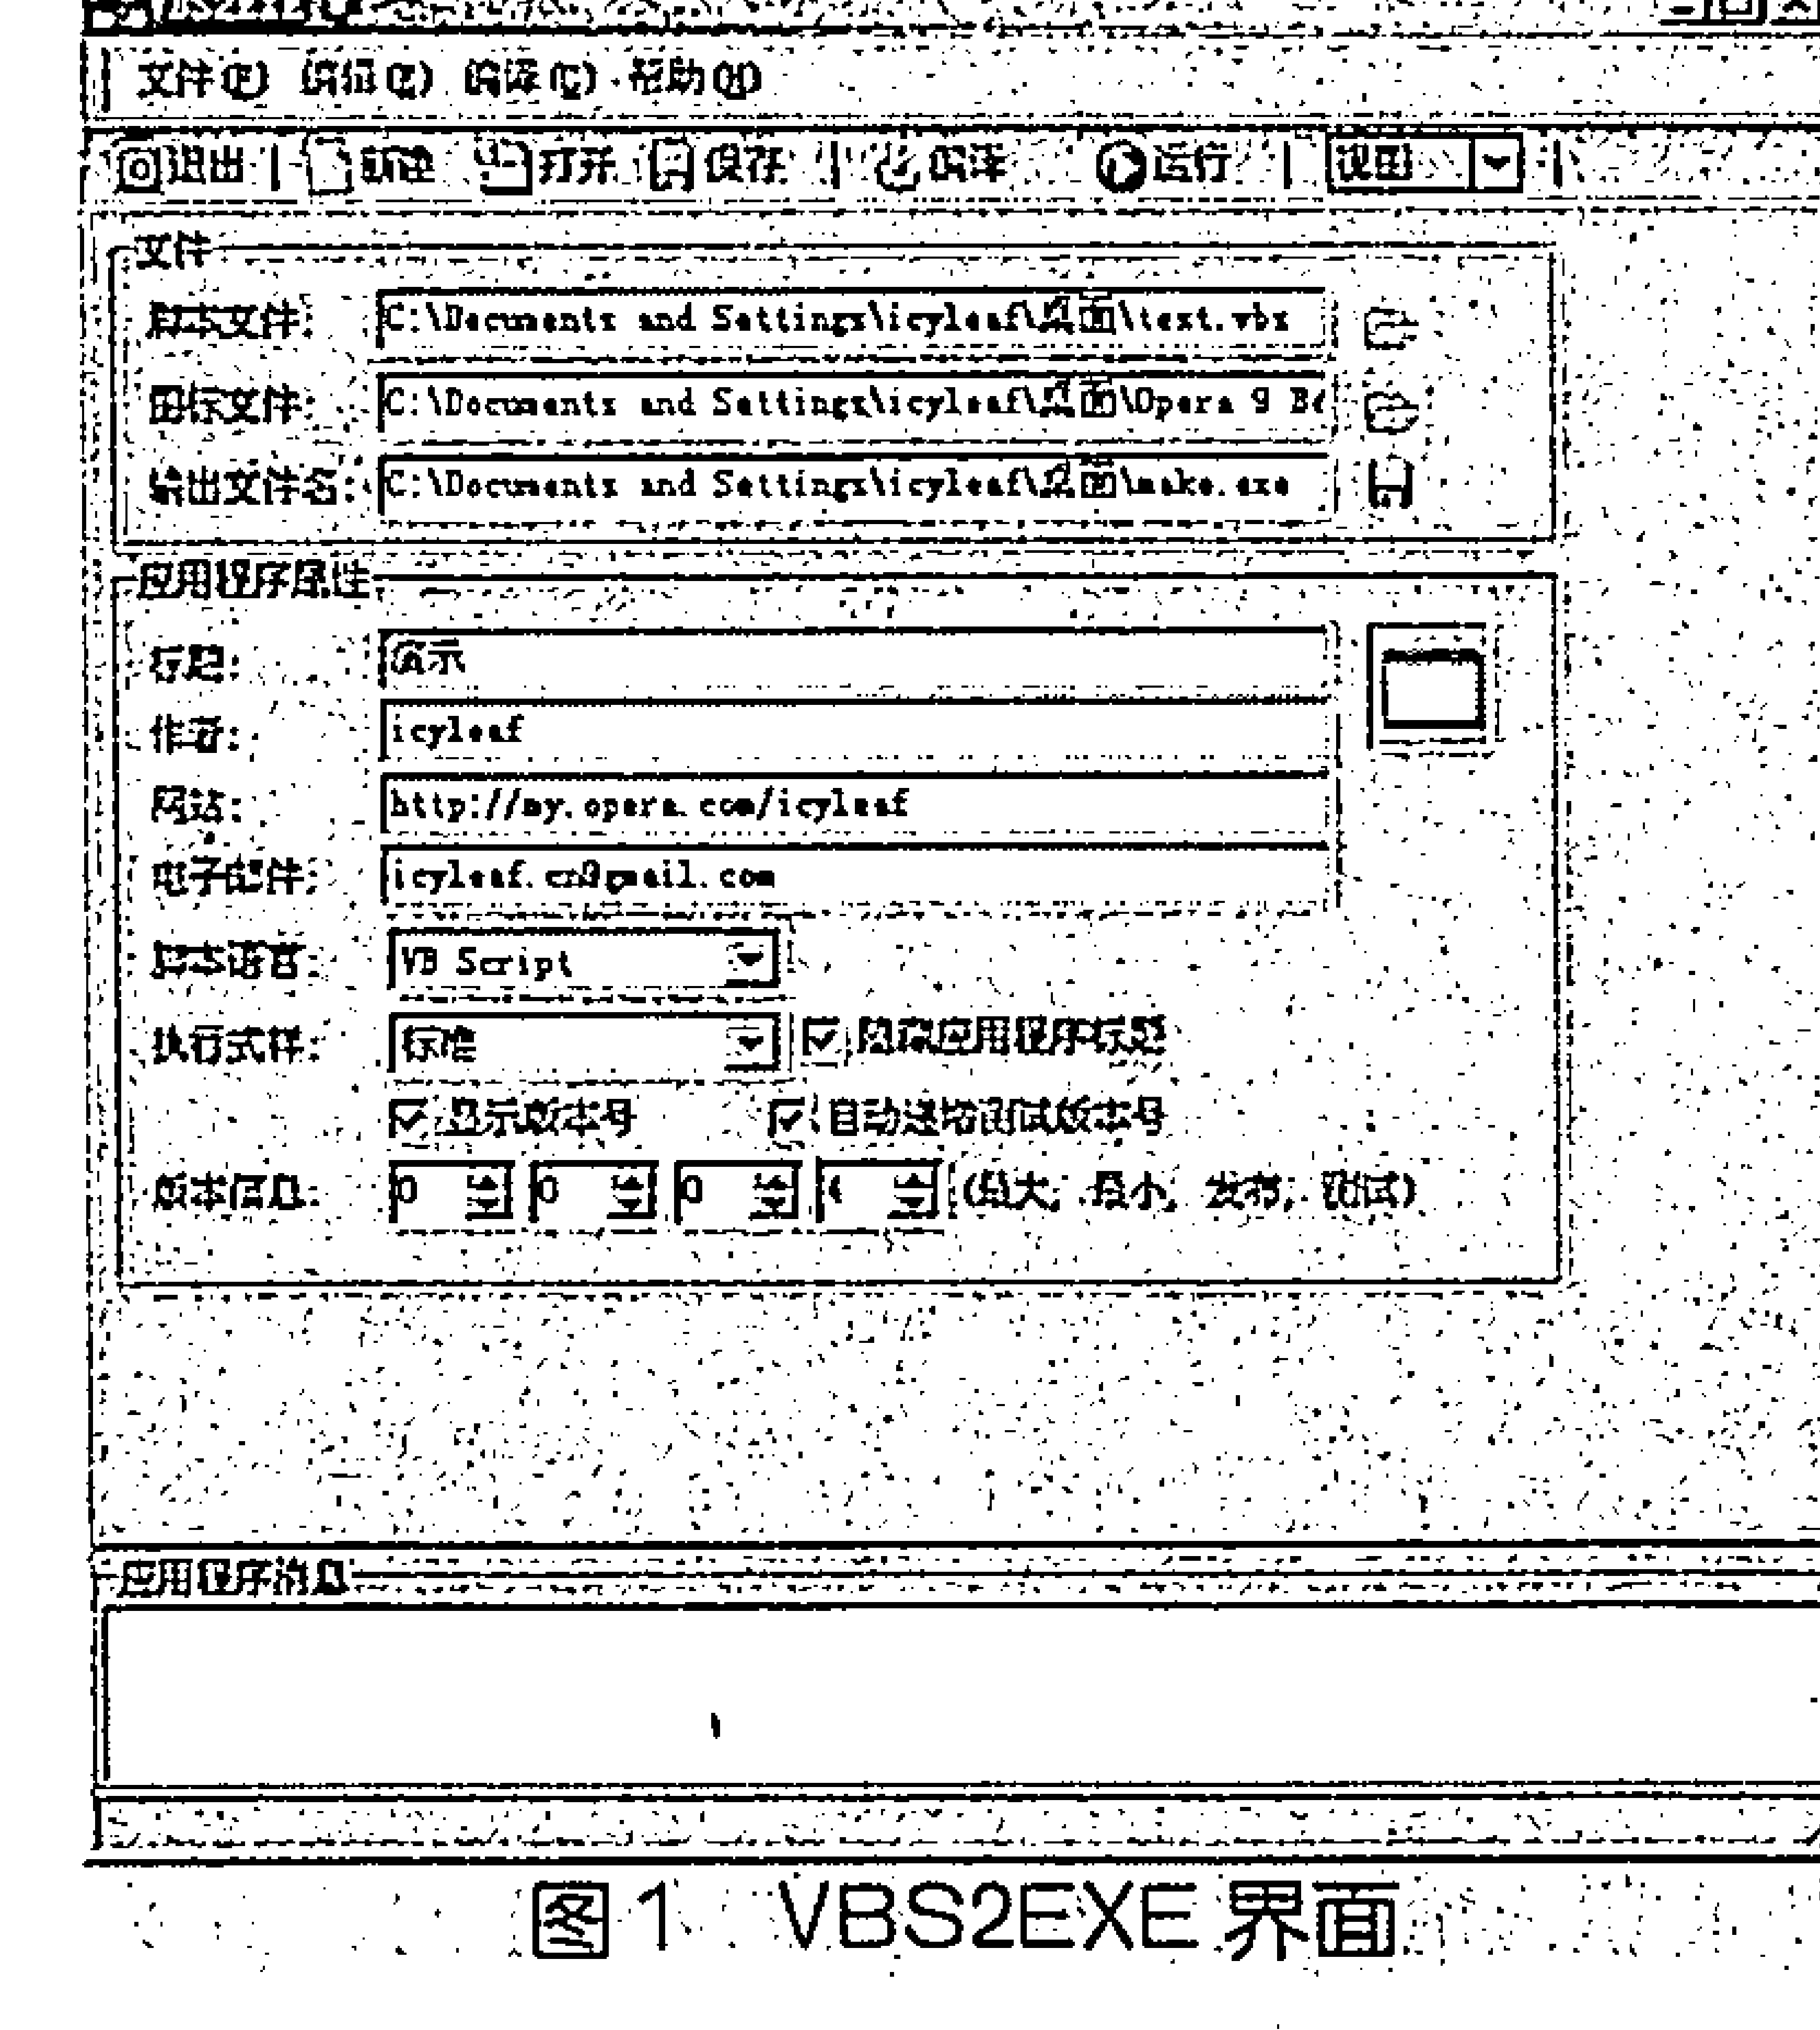 文件(F) 编辑(E) 编译(C) 帮助(H)
退出 新建 打开 保存 编译 运行 视图
文件
脚本文件: C:\Documents and Settings\icyleaf\桌面\text.vbs
图标文件: C:\Documents and Settings\icyleaf\桌面\Opera 9 Be
输出文件名: C:\Documents and Settings\icyleaf\桌面\make.exe
应用程序属性
标题: 演示
作者: icyleaf
网站: http://my.opera.com/icyleaf
电子邮件: icyleaf.cn@gmail.com
脚本语言: VB Script
执行式样: 标准 隐藏应用程序标题
显示版本号 自动递增测试版本号
版本信息: 0 0 0 4 (最大, 最小, 发布, 测试)
应用程序消息
图1 VBS2EXE 界面